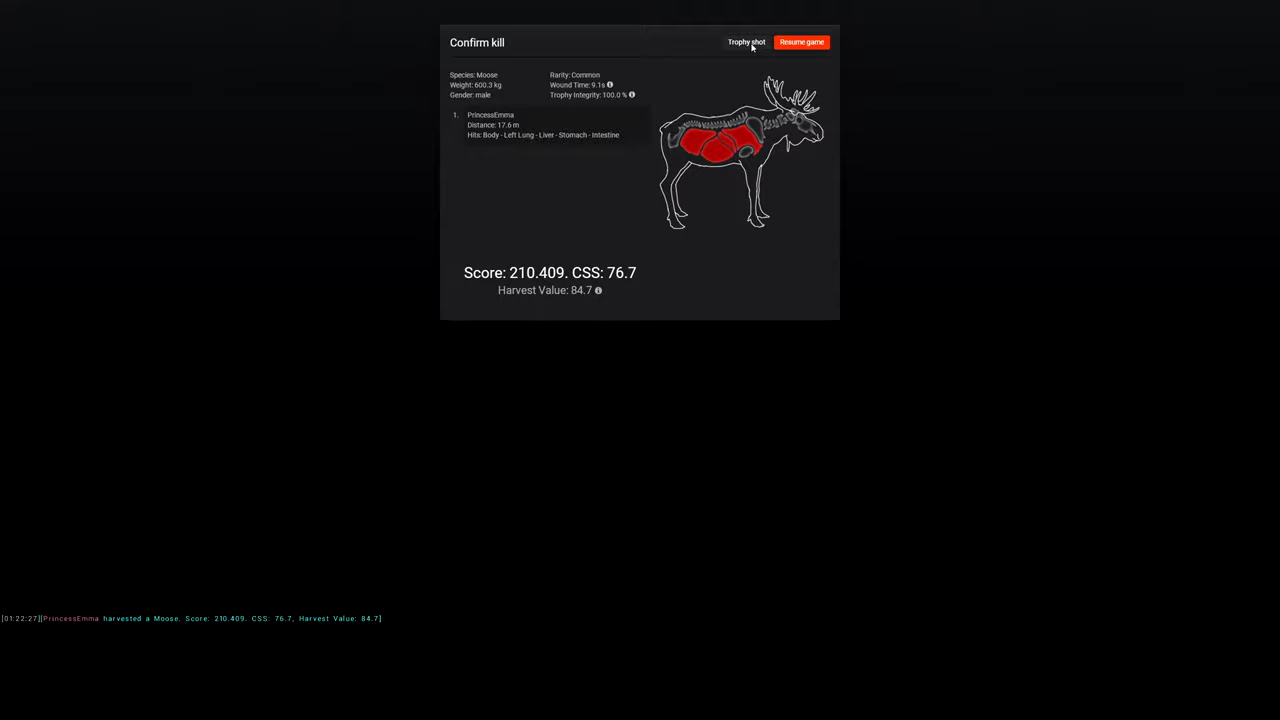 Confirm kill
Trophy shot
Resume game
Species: Moose
Rarity: Common
Weight: 600.3 kg
Wound Time: 9.1s
Gender: male
Trophy Integrity: 100.0 %
1. PrincessEmma
Distance: 17.6 m
Hits: Body - Left Lung - Liver - Stomach - Intestine
Score: 210.409. CSS: 76.7
Harvest Value: 84.7
[01:22:27][PrincessEmma harvested a Moose. Score: 210.409. CSS: 76.7, Harvest Value: 84.7]